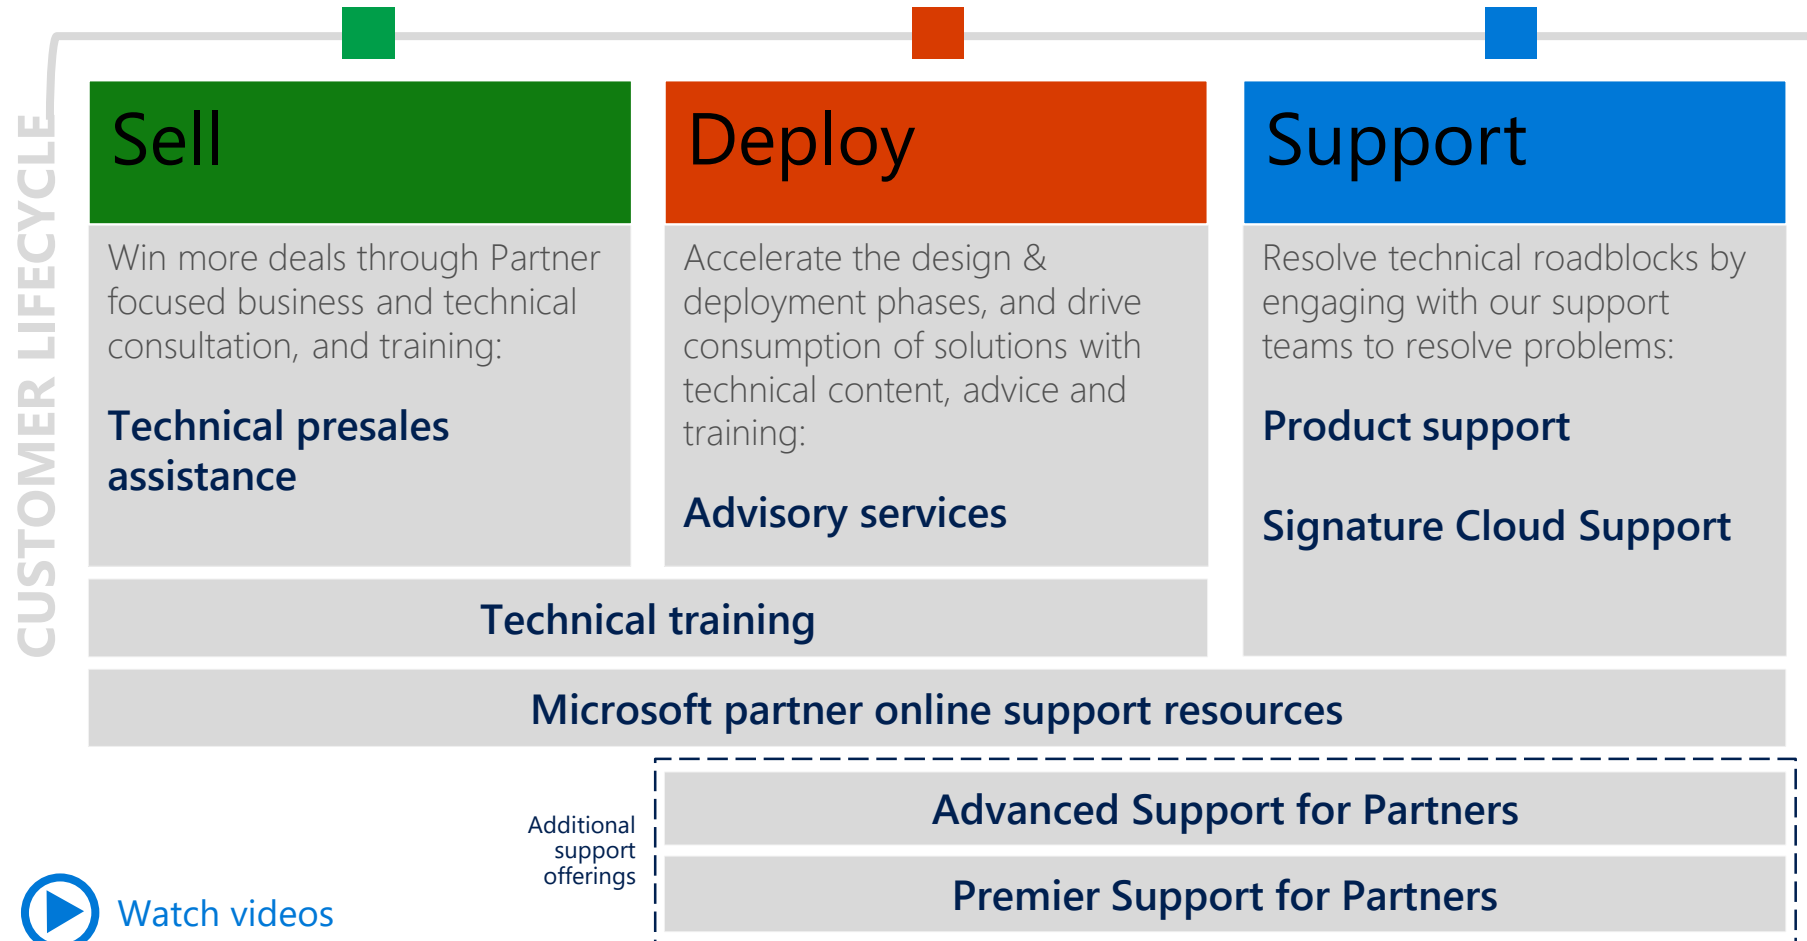 CUSTOMER LIFECYCLE
Sell
Win more deals through Partner
focused business and technical
consultation, and training:
Technical presales
assistance
Deploy
Accelerate the design &
deployment phases, and drive
consumption of solutions with
technical content, advice and
training:
Advisory services
Support
Resolve technical roadblocks by
engaging with our support
teams to resolve problems:
Product support
Signature Cloud Support
Technical training
Microsoft partner online support resources
Additional
support
offerings
Advanced Support for Partners
Premier Support for Partners
Watch videos